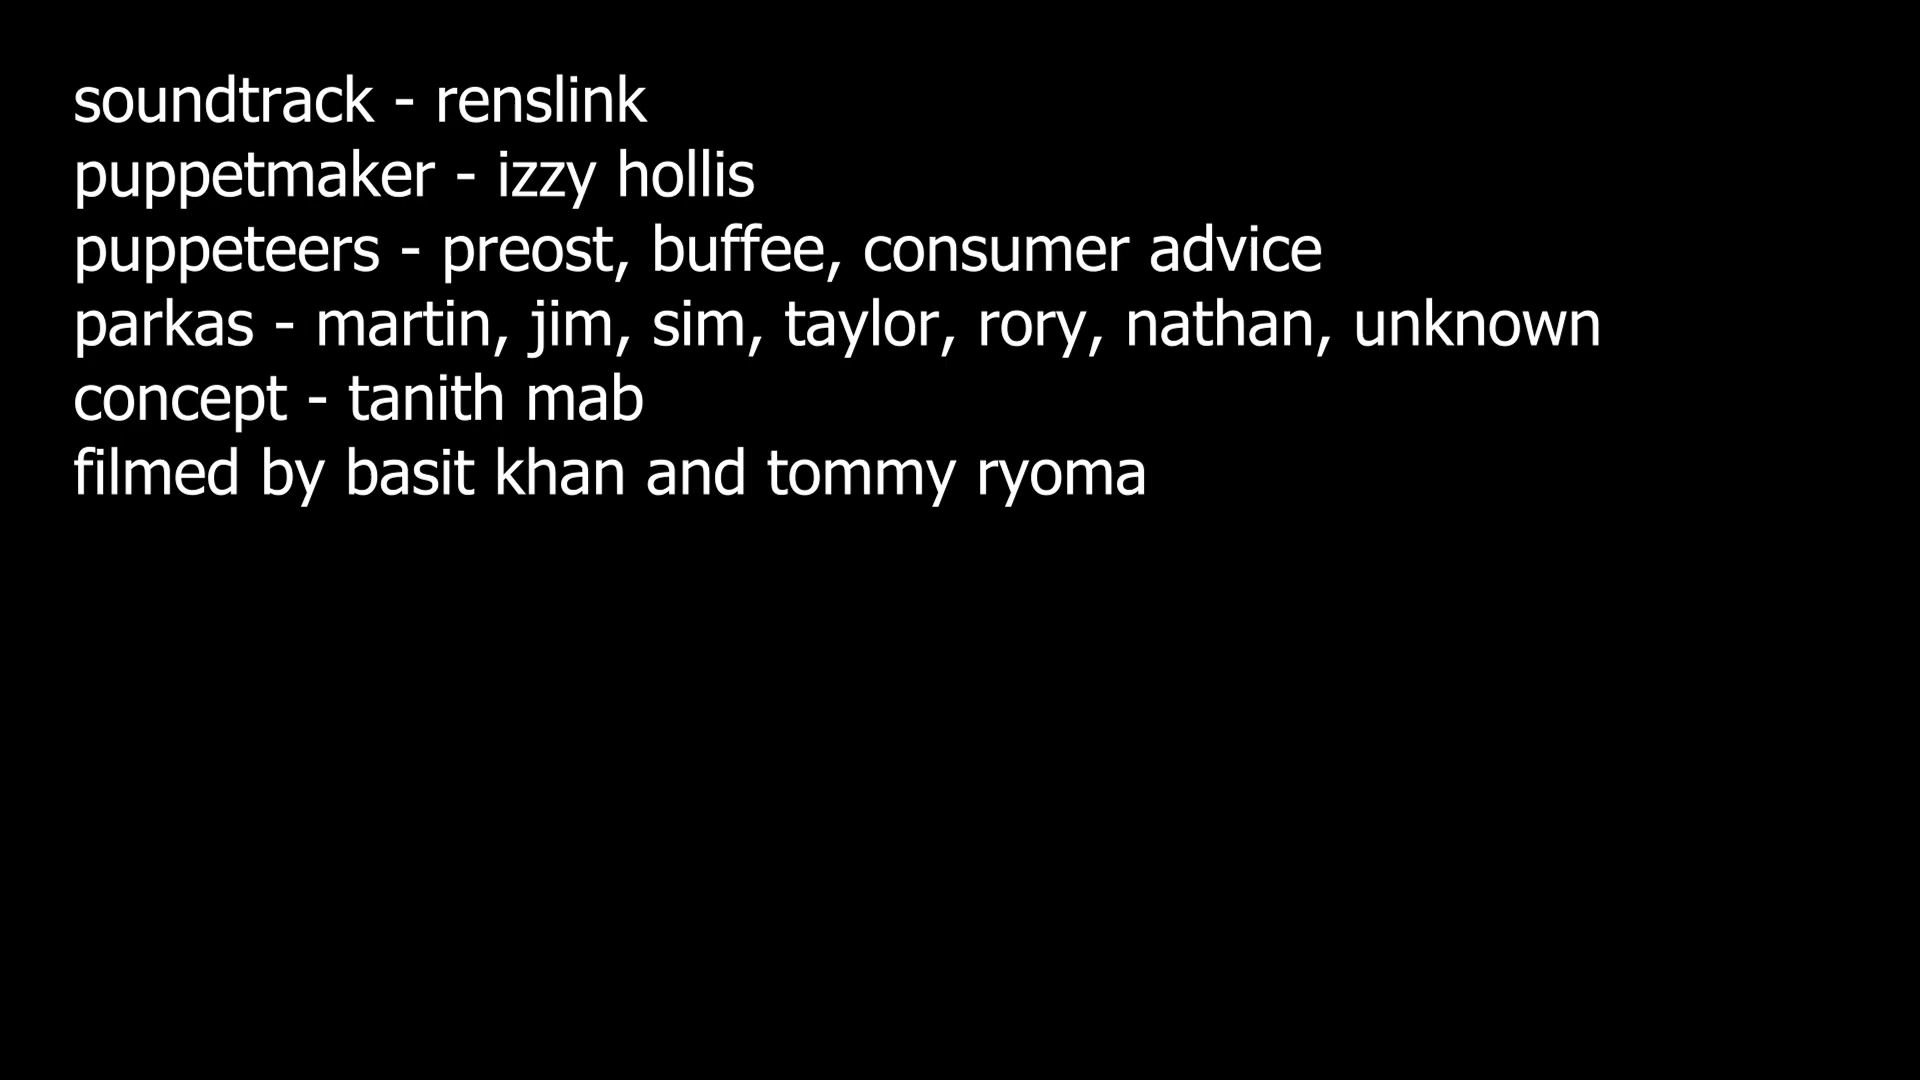 soundtrack - renslink
puppetmaker - izzy hollis
puppeteers - preost, buffee, consumer advice
parkas - martin, jim, sim, taylor, rory, nathan, unknown
concept - tanith mab
filmed by basit khan and tommy ryoma